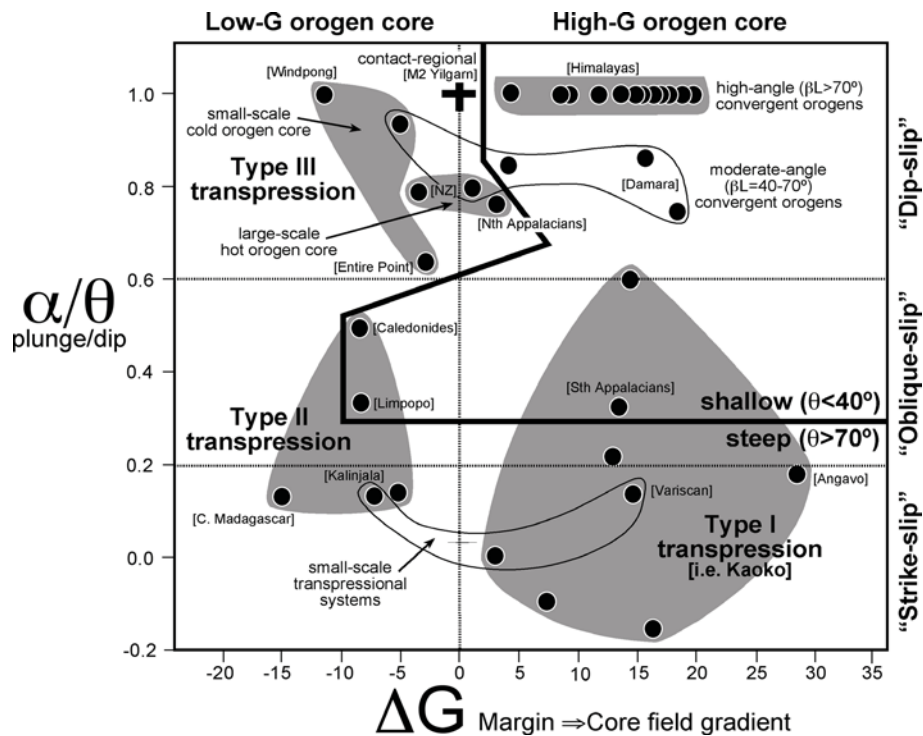 Low-G orogen core
High-G orogen core
contact-regional
[M2 Yilgarn]
[Windpong]
[Himalayas]
1.0
high-angle (βL>70º)
convergent orogens
small-scale
cold orogen core
Type III
transpression
0.8
[NZ]
[Damara]
moderate-angle
(βL=40-70º)
convergent orogens
"Dip-slip"
large-scale
hot orogen core
[Nth Appalacians]
[Entire Point]
0.6
α/θ
plunge/dip
[Caledonides]
0.4
[Limpopo]
[Sth Appalacians]
shallow (θ<40º)
"Oblique-slip"
Type II
transpression
steep (θ>70º)
0.2
[Kalinjala]
[Variscan]
[Angavo]
[C. Madagascar]
Type I
transpression
[i.e. Kaoko]
0.0
small-scale
transpressional
systems
"Strike-slip"
-0.2
-20
-15
-10
-5
0
5
10
15
20
25
30
35
ΔG Margin ⇒Core field gradient